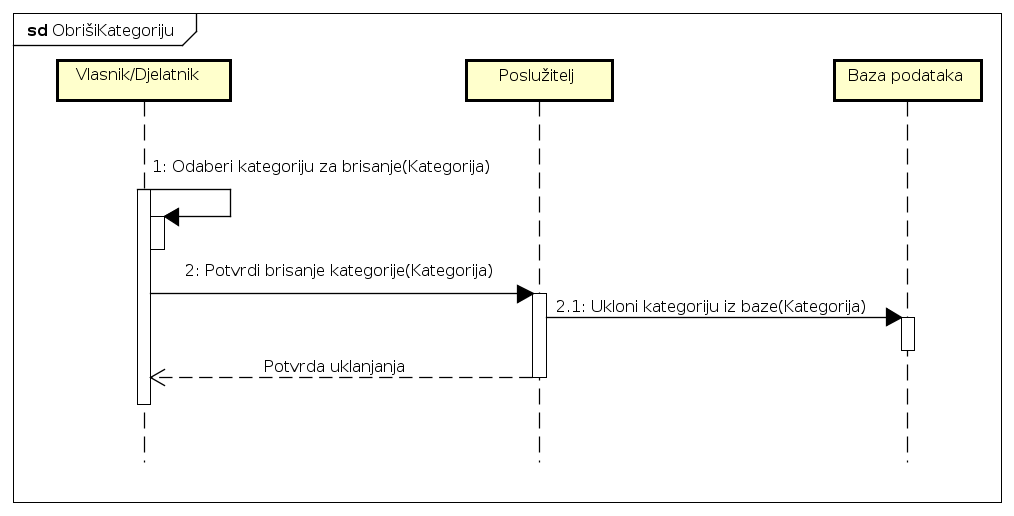 sd ObrišiKategoriju
Vlasnik/Djelatnik
Poslužitelj
Baza podataka
1: Odaberi kategoriju za brisanje(Kategorija)
2: Potvrdi brisanje kategorije(Kategorija)
2.1: Ukloni kategoriju iz baze(Kategorija)
Potvrda uklanjanja